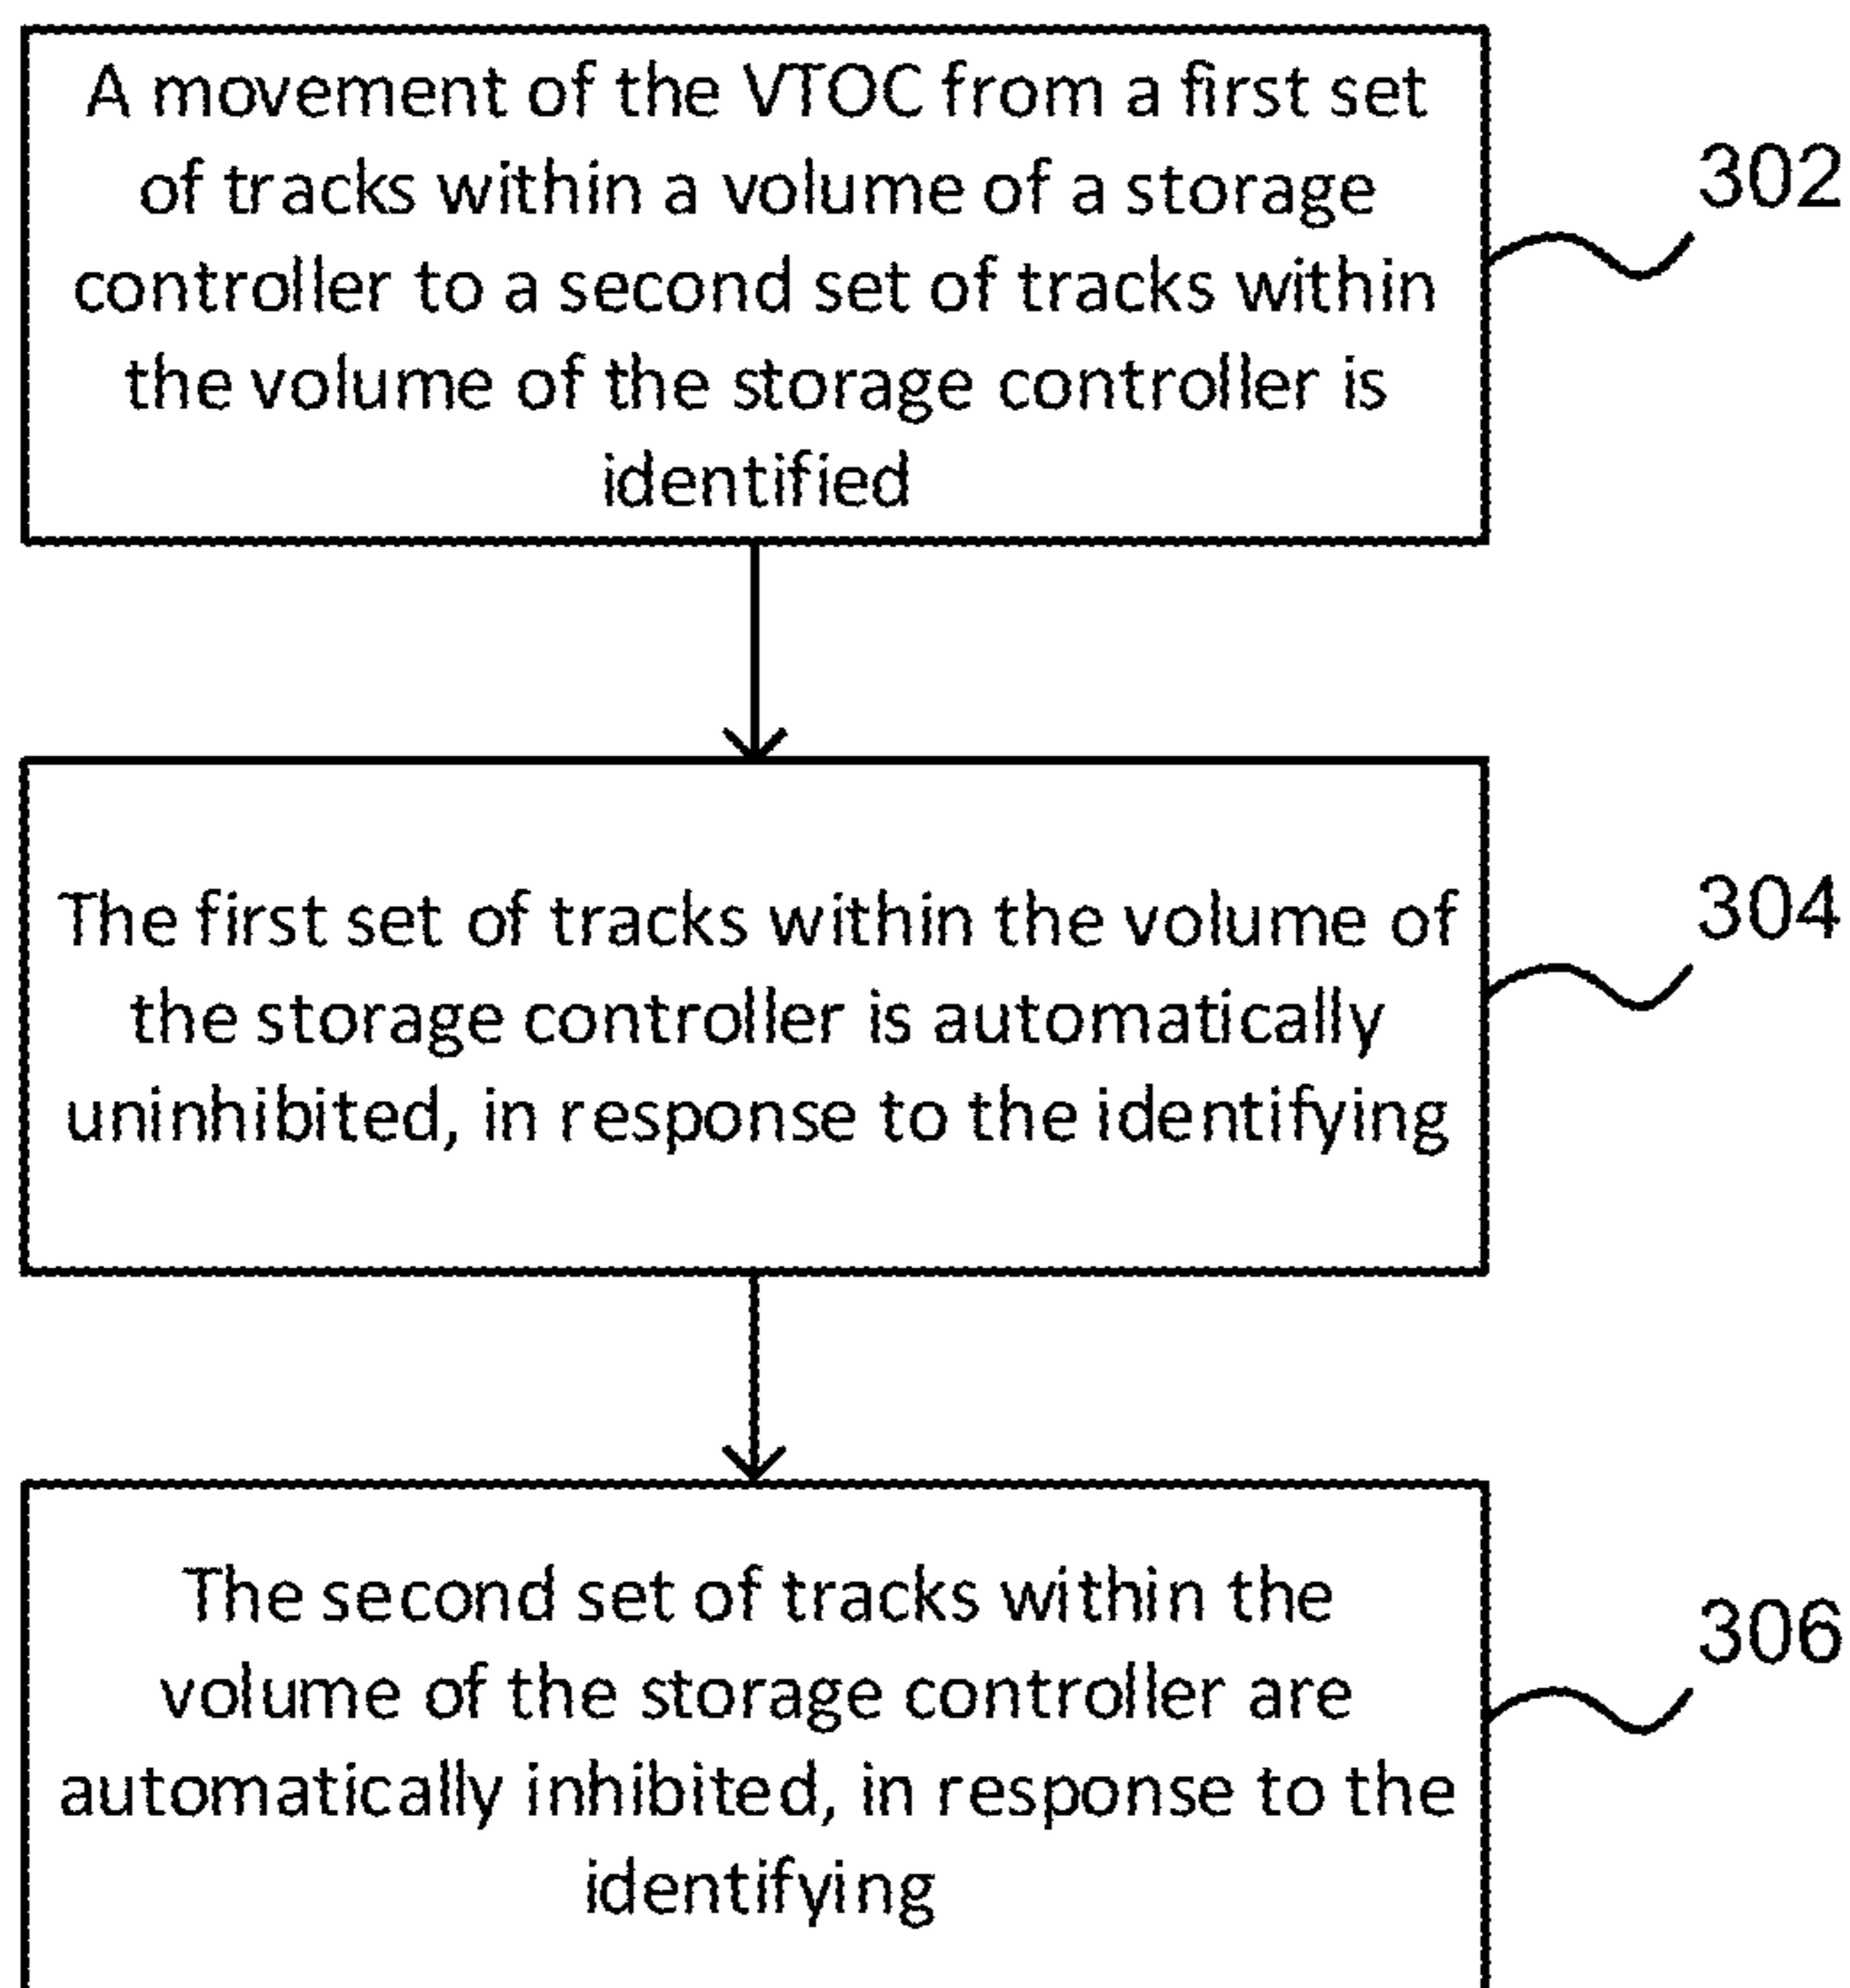 A movement of the VTOC from a first set
of tracks within a volume of a storage
controller to a second set of tracks within
the volume of the storage controller is
identified
302
The first set of tracks within the volume of
the storage controller is automatically
uninhibited, in response to the identifying
304
The second set of tracks within the
volume of the storage controller are
automatically inhibited, in response to the
identifying
306